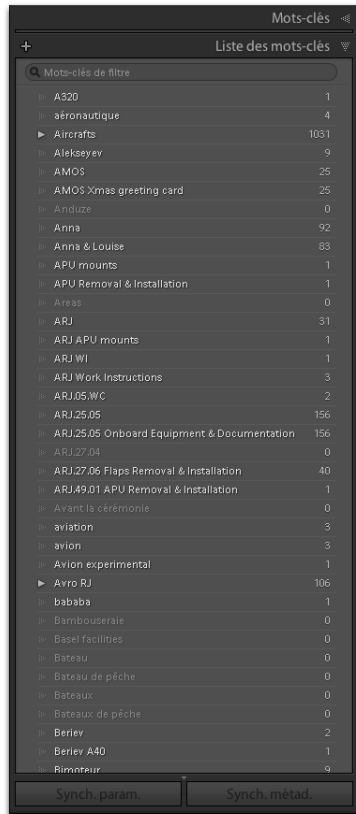 Mots-clés
Liste des mots-clés
Mots-clés de filtre
A320 1
aéronautique 4
Aircrafts 1031
Alekseyev 9
AMOS 25
AMOS Xmas greeting card 25
Anduze 0
Anna 92
Anna & Louise 83
APU mounts 1
APU Removal & Installation 1
Areas 0
ARJ 31
ARJ APU mounts 1
ARJ WI 1
ARJ Work Instructions 3
ARJ.05.WC 2
ARJ.25.05 156
ARJ.25.05 Onboard Equipment & Documentation 156
ARJ.27.04 0
ARJ.27.06 Flaps Removal & Installation 40
ARJ.49.01 APU Removal & Installation 1
Avant la cérémonie 0
aviation 3
avion 3
Avion experimental 1
Avro RJ 106
bababa 1
Bambouseraie 0
Basel facilities 0
Bateau 0
Bateau de pêche 0
Bateaux 0
Bateaux de pêche 0
Beriev 2
Beriev A40 1
Bimoteur 9
Synch. param. Synch. métad.